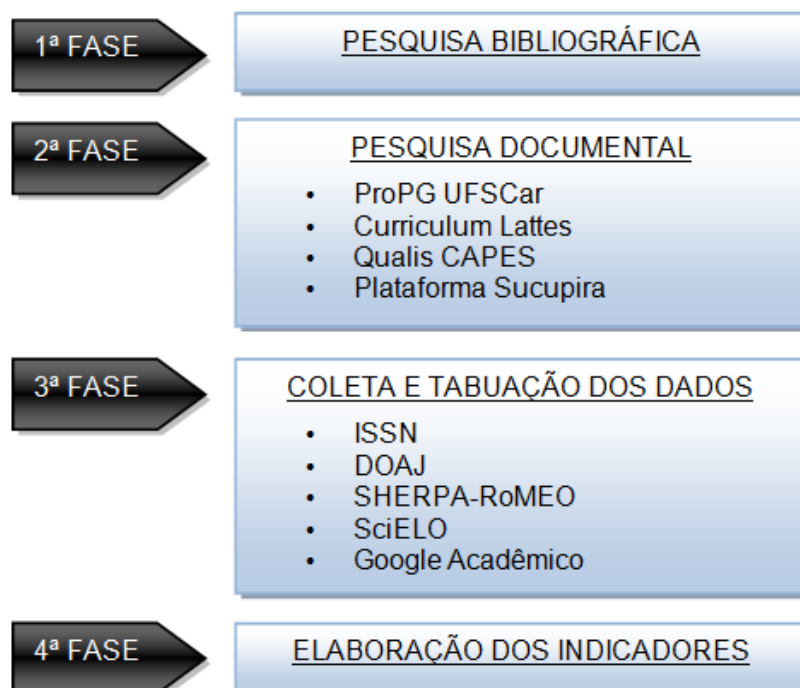 1ª FASE
PESQUISA BIBLIOGRÁFICA
2ª FASE
PESQUISA DOCUMENTAL
• ProPG UFSCar
• Curriculum Lattes
• Qualis CAPES
• Plataforma Sucupira
3ª FASE
COLETA E TABUAÇÃO DOS DADOS
• ISSN
• DOAJ
• SHERPA-RoMEO
• SciELO
• Google Acadêmico
4ª FASE
ELABORAÇÃO DOS INDICADORES